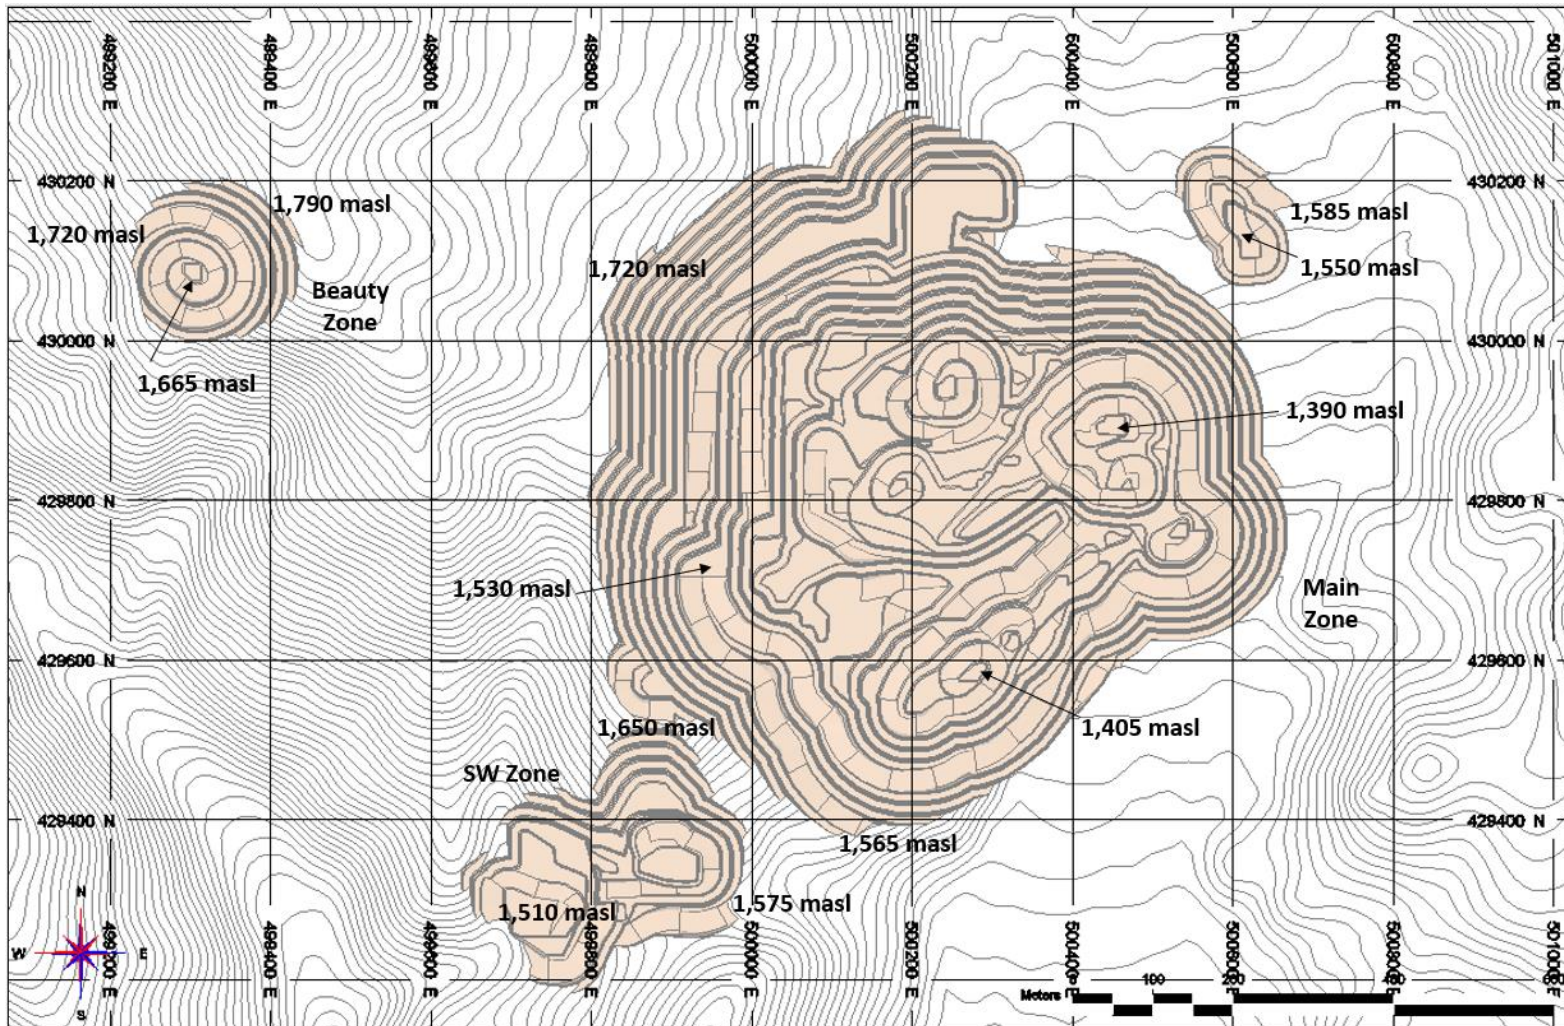 499200 E
499400 E
499600 E
499800 E
500000 E
500200 E
500400 E
500600 E
500800 E
501000 E
430200 N
430200 N
1,790 masl
1,585 masl
1,720 masl
1,720 masl
1,550 masl
Beauty
Zone
430000 N
430000 N
1,665 masl
1,390 masl
429800 N
429800 N
1,530 masl
Main
Zone
429600 N
429600 N
1,650 masl
1,405 masl
SW Zone
429400 N
429400 N
1,565 masl
1,575 masl
1,510 masl
N
W
E
S
499200 E
499400 E
499600 E
499800 E
500000 E
500200 E
500400 E
500600 E
500800 E
501000 E
Meters
0
100
200